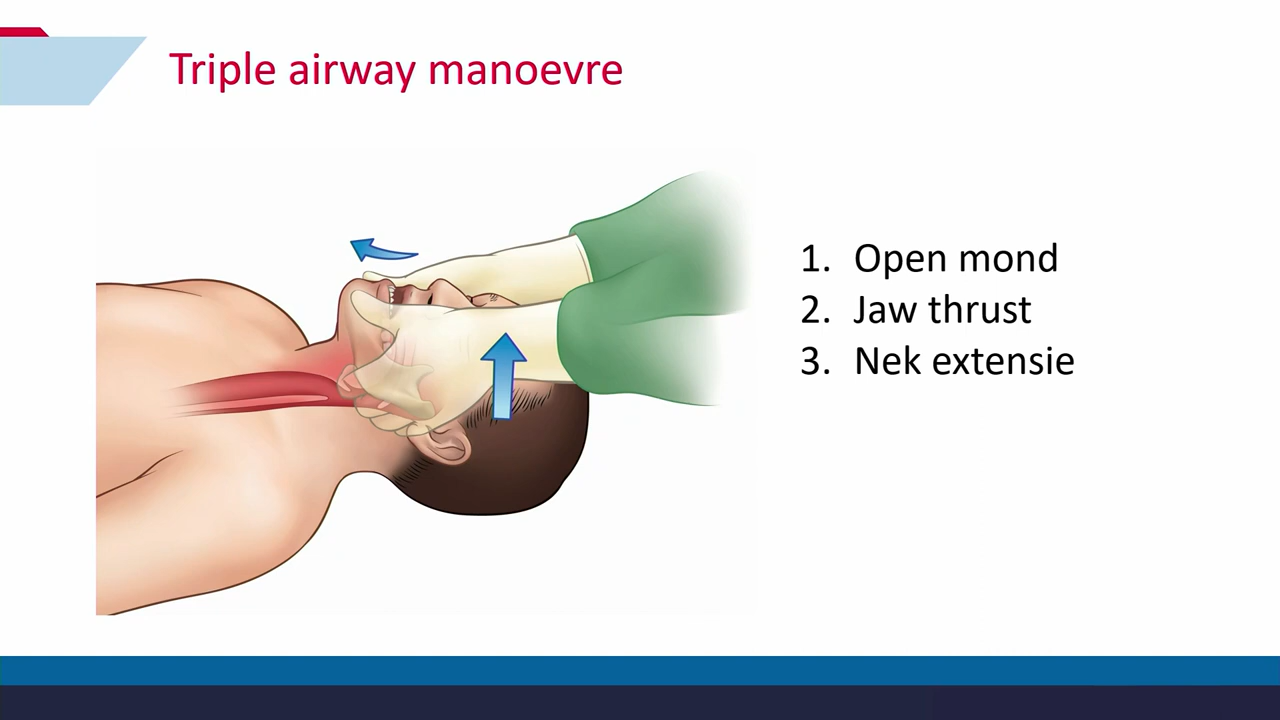 Triple airway manoevre
1. Open mond
2. Jaw thrust
3. Nek extensie